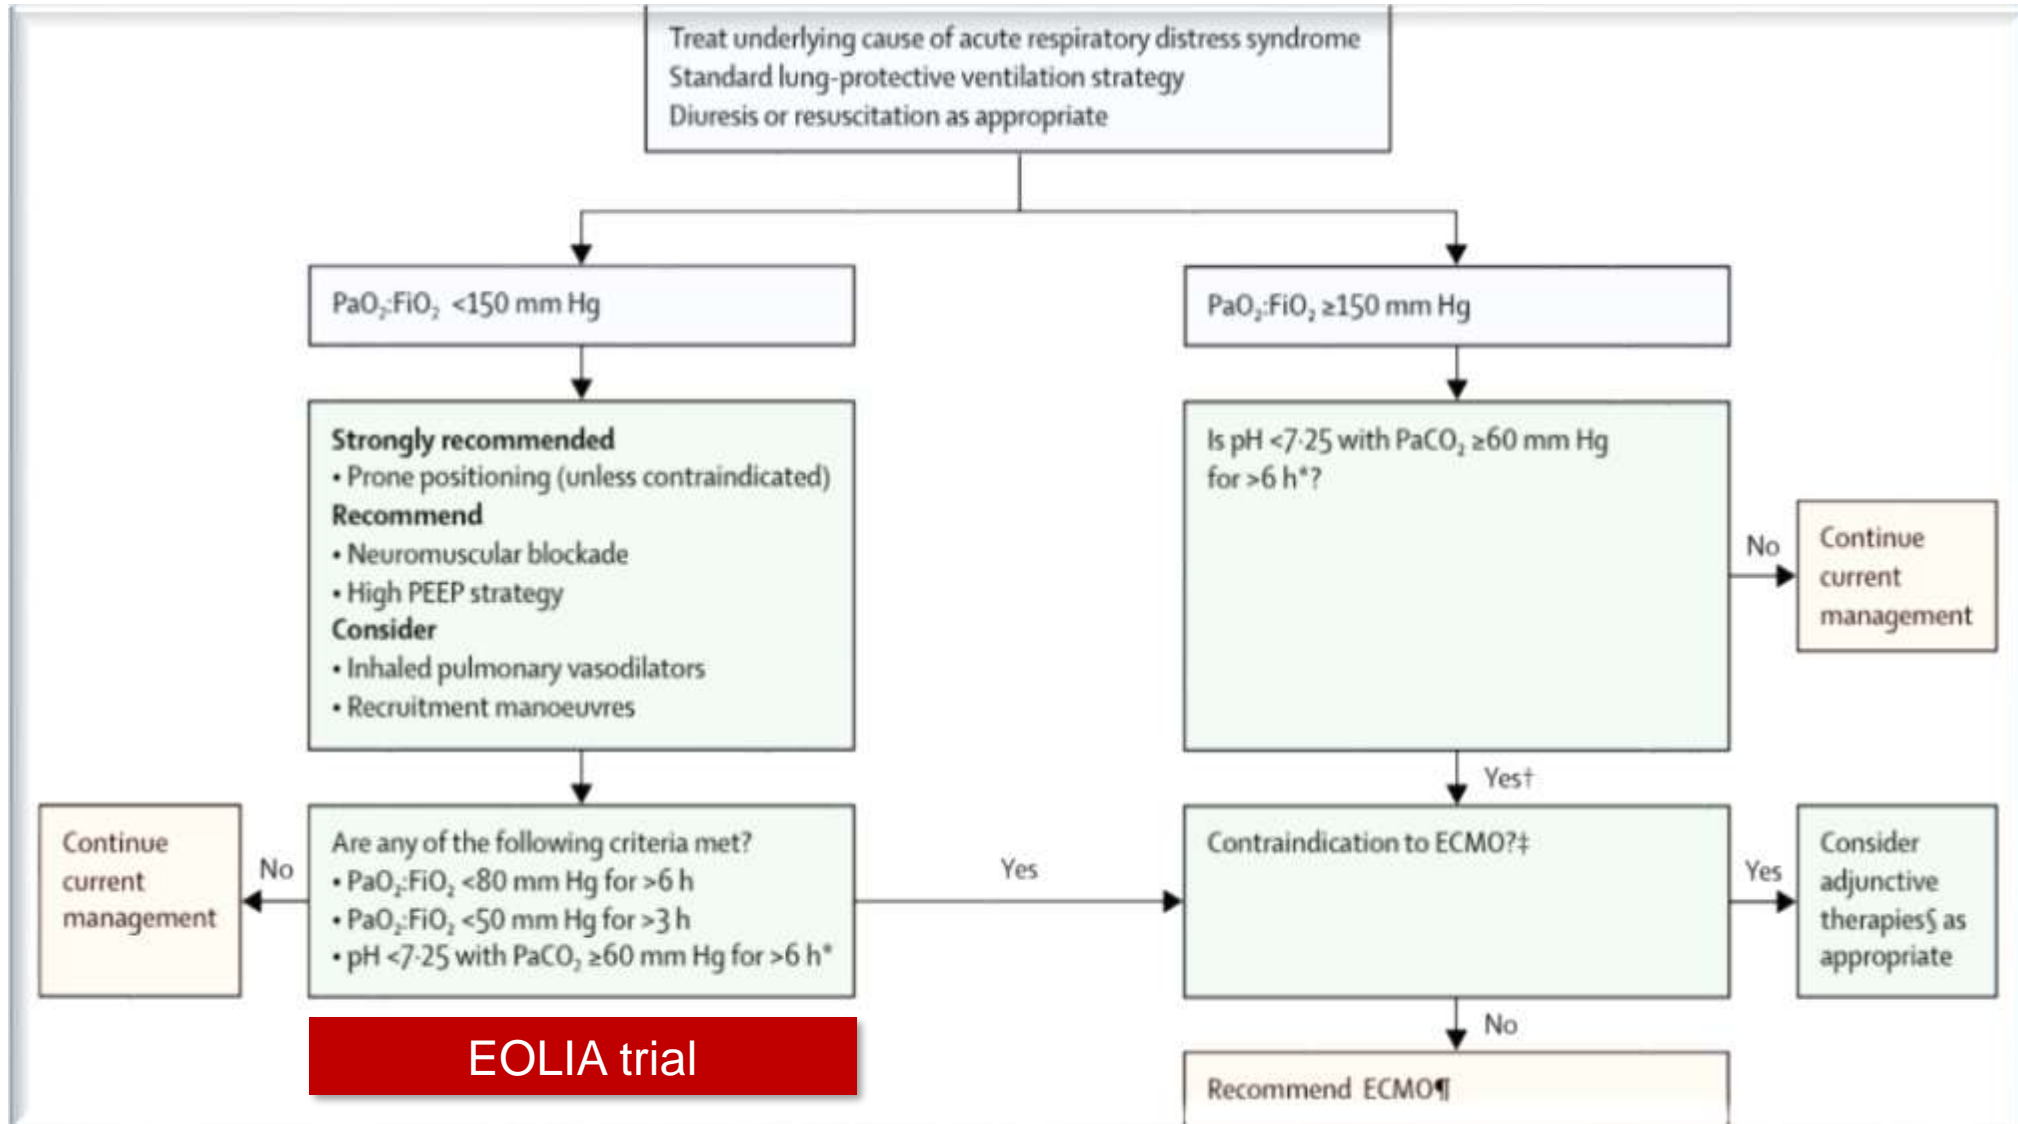 Treat underlying cause of acute respiratory distress syndrome
Standard lung-protective ventilation strategy
Diuresis or resuscitation as appropriate
PaO₂:FiO₂ <150 mm Hg
PaO₂:FiO₂ ≥150 mm Hg
Strongly recommended
• Prone positioning (unless contraindicated)
Recommend
• Neuromuscular blockade
• High PEEP strategy
Consider
• Inhaled pulmonary vasodilators
• Recruitment manoeuvres
Is pH <7·25 with PaCO₂ ≥60 mm Hg
for >6 h*?
No
Continue
current
management
Yes†
Continue
current
management
No
Are any of the following criteria met?
• PaO₂:FiO₂ <80 mm Hg for >6 h
• PaO₂:FiO₂ <50 mm Hg for >3 h
• pH <7·25 with PaCO₂ ≥60 mm Hg for >6 h*
Yes
Contraindication to ECMO?‡
Yes
Consider
adjunctive
therapies§ as
appropriate
No
EOLIA trial
Recommend ECMO¶